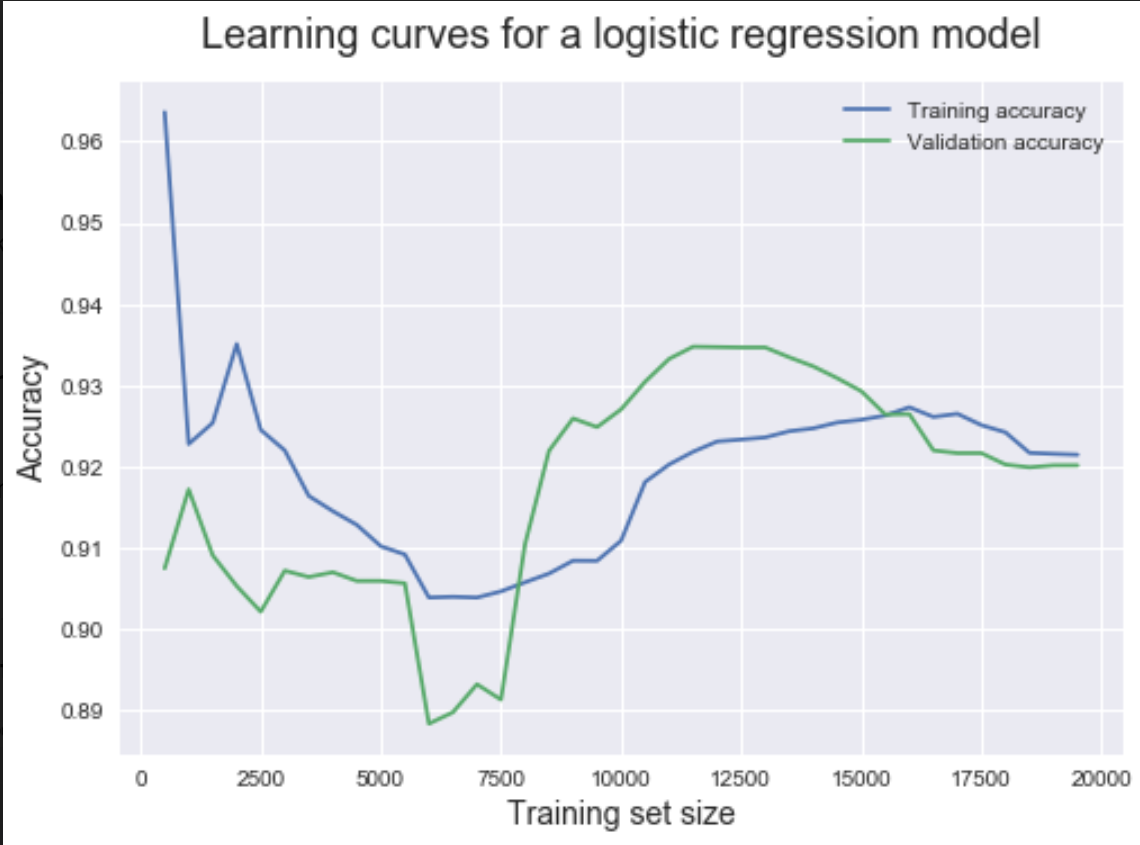 Learning curves for a logistic regression model
Training accuracy
Validation accuracy
0.96
0.95
0.94
0.93
0.92
0.91
0.90
0.89
Accuracy
0 2500 5000 7500 10000 12500 15000 17500 20000
Training set size